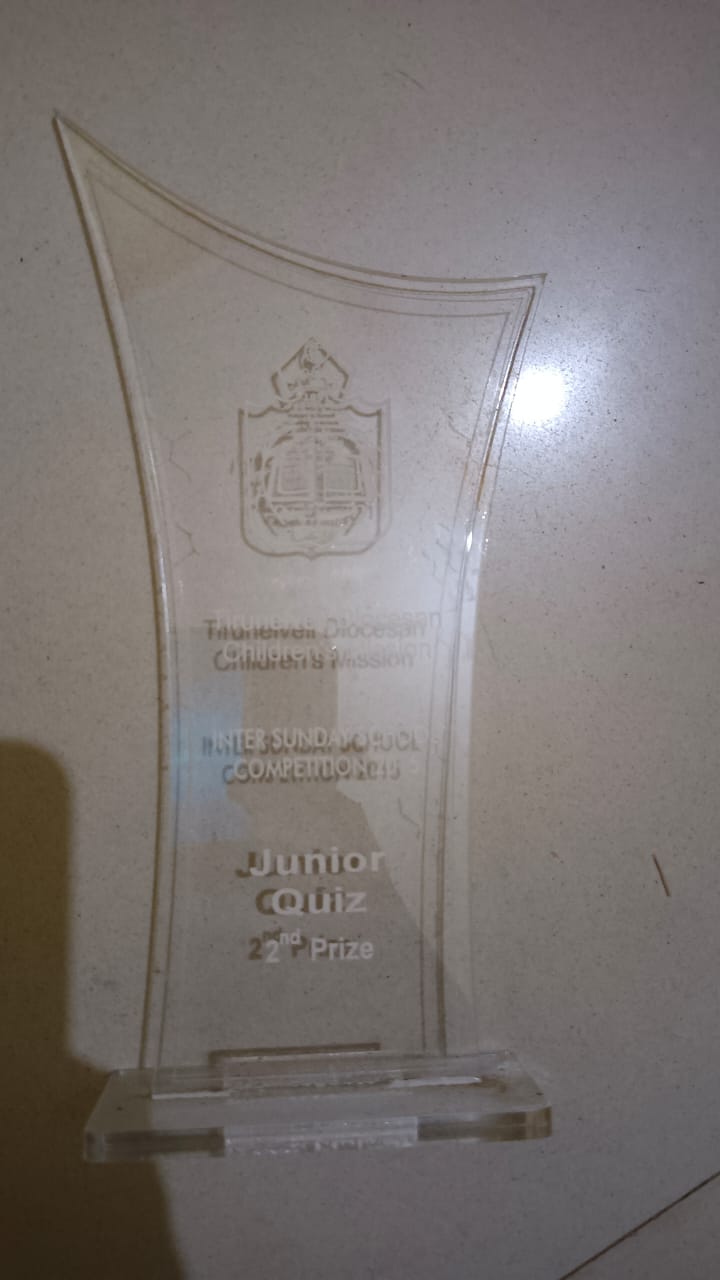 Tirunelveli Diocesan
Children's Mission
INTER SUNDAY SCHOOL
COMPETITION
Junior
Quiz
2nd Prize